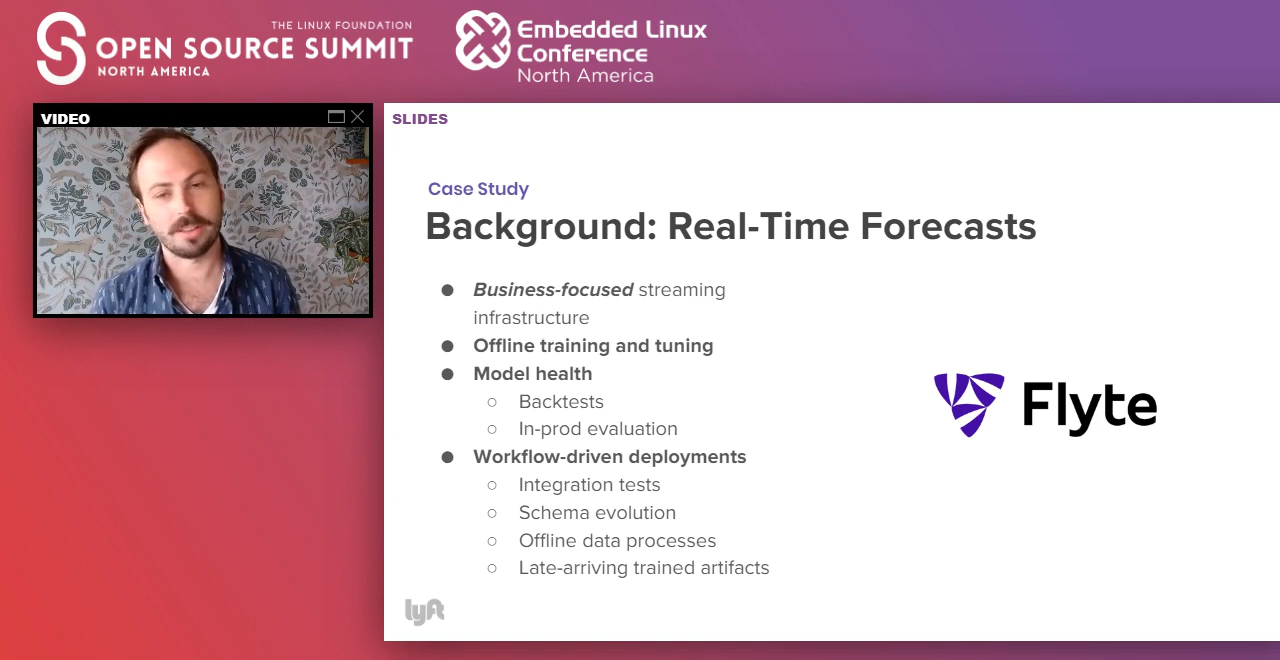 THE LINUX FOUNDATION
OPEN SOURCE SUMMIT
NORTH AMERICA
Embedded Linux
Conference
North America
VIDEO
SLIDES
Case Study
Background: Real-Time Forecasts
● Business-focused streaming
infrastructure
● Offline training and tuning
● Model health
○ Backtests
○ In-prod evaluation
● Workflow-driven deployments
○ Integration tests
○ Schema evolution
○ Offline data processes
○ Late-arriving trained artifacts
Flyte
lyft